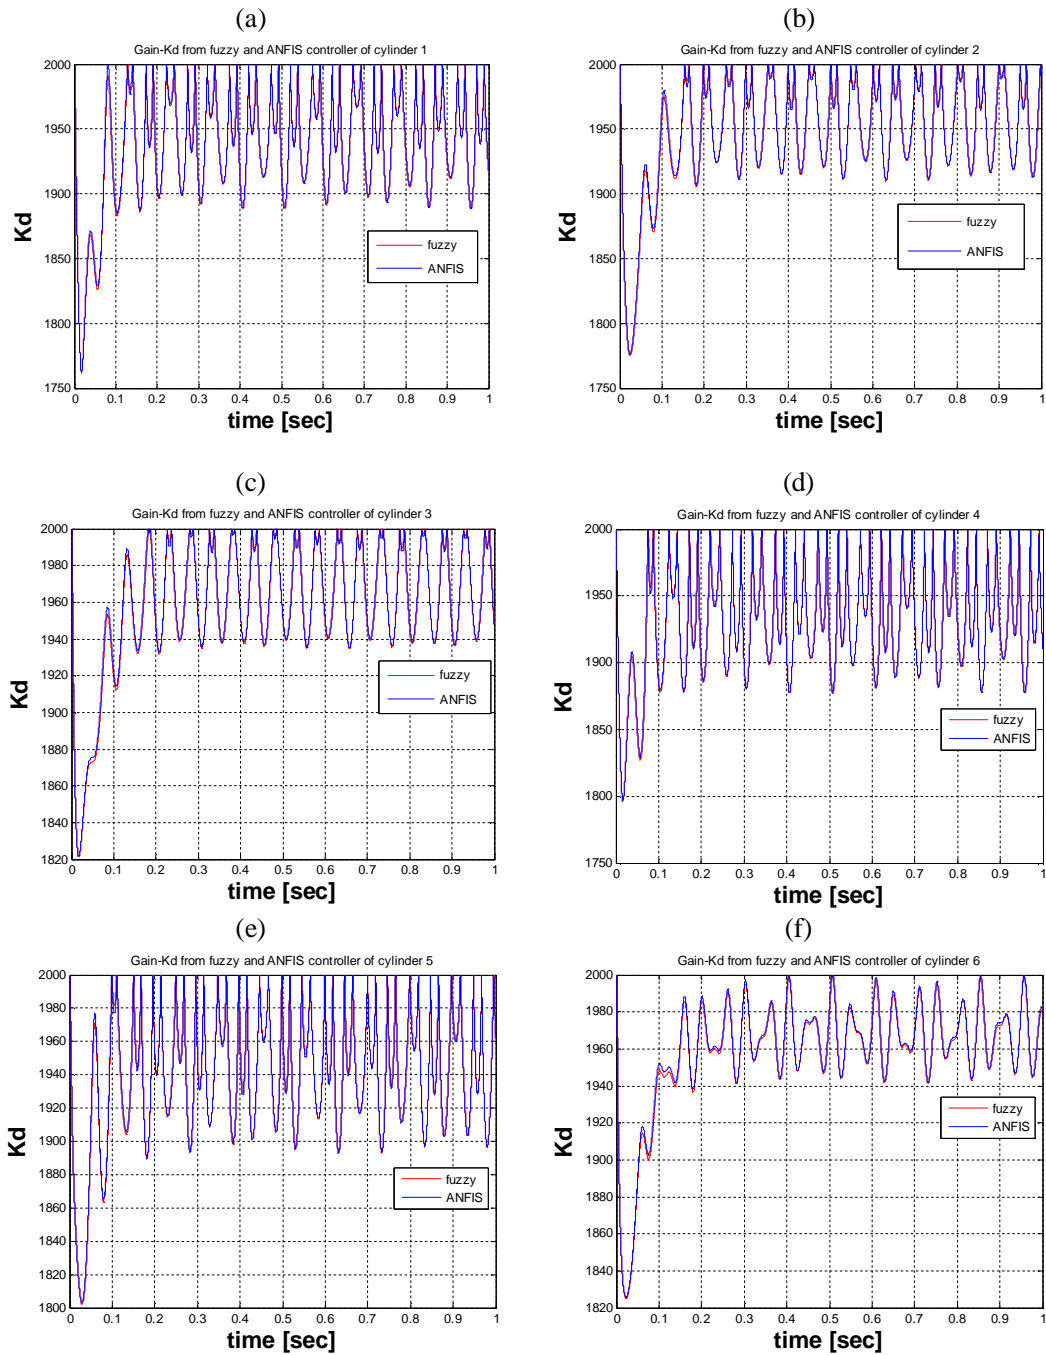 (a)
Gain-Kd from fuzzy and ANFIS controller of cylinder 1
2000
1950
1900
1850
1800
1750
Kd
fuzzy
ANFIS
0 0.1 0.2 0.3 0.4 0.5 0.6 0.7 0.8 0.9 1
time [sec]
(b)
Gain-Kd from fuzzy and ANFIS controller of cylinder 2
2000
1950
1900
1850
1800
1750
Kd
fuzzy
ANFIS
0 0.1 0.2 0.3 0.4 0.5 0.6 0.7 0.8 0.9 1
time [sec]
(c)
Gain-Kd from fuzzy and ANFIS controller of cylinder 3
2000
1980
1960
1940
1920
1900
1880
1860
1840
1820
Kd
fuzzy
ANFIS
0 0.1 0.2 0.3 0.4 0.5 0.6 0.7 0.8 0.9 1
time [sec]
(d)
Gain-Kd from fuzzy and ANFIS controller of cylinder 4
2000
1950
1900
1850
1800
1750
Kd
fuzzy
ANFIS
0 0.1 0.2 0.3 0.4 0.5 0.6 0.7 0.8 0.9 1
time [sec]
(e)
Gain-Kd from fuzzy and ANFIS controller of cylinder 5
2000
1980
1960
1940
1920
1900
1880
1860
1840
1820
1800
Kd
fuzzy
ANFIS
0 0.1 0.2 0.3 0.4 0.5 0.6 0.7 0.8 0.9 1
time [sec]
(f)
Gain-Kd from fuzzy and ANFIS controller of cylinder 6
2000
1980
1960
1940
1920
1900
1880
1860
1840
1820
Kd
fuzzy
ANFIS
0 0.1 0.2 0.3 0.4 0.5 0.6 0.7 0.8 0.9 1
time [sec]